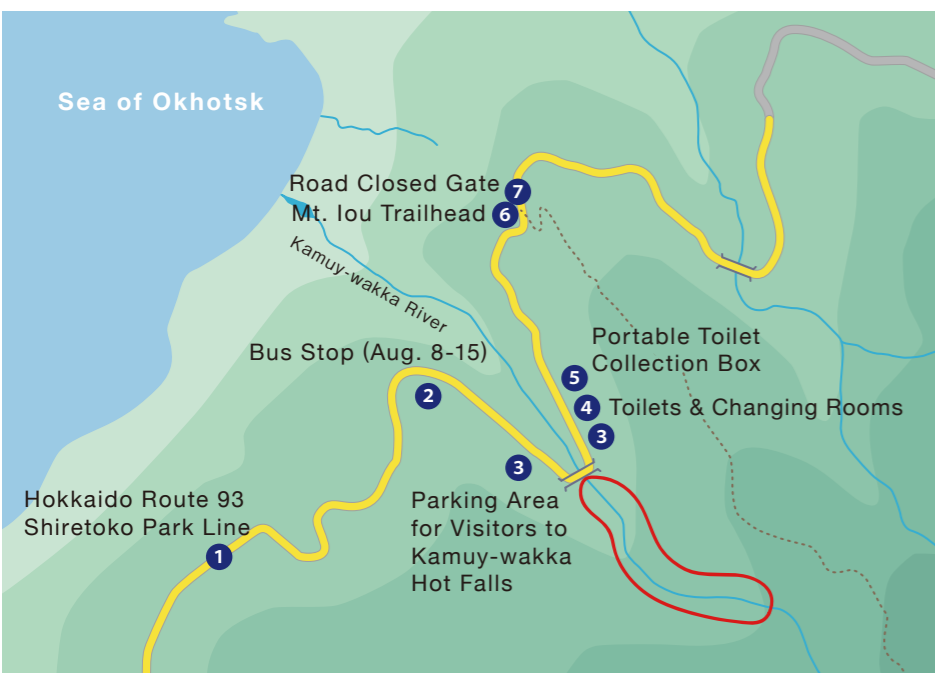 Sea of Okhotsk
Road Closed Gate
7
Mt. Iou Trailhead
6
Kamuy-wakka River
Bus Stop (Aug. 8-15)
2
Portable Toilet
Collection Box
5
4
Toilets & Changing Rooms
3
3
Parking Area
for Visitors to
Kamuy-wakka
Hot Falls
Hokkaido Route 93
Shiretoko Park Line
1